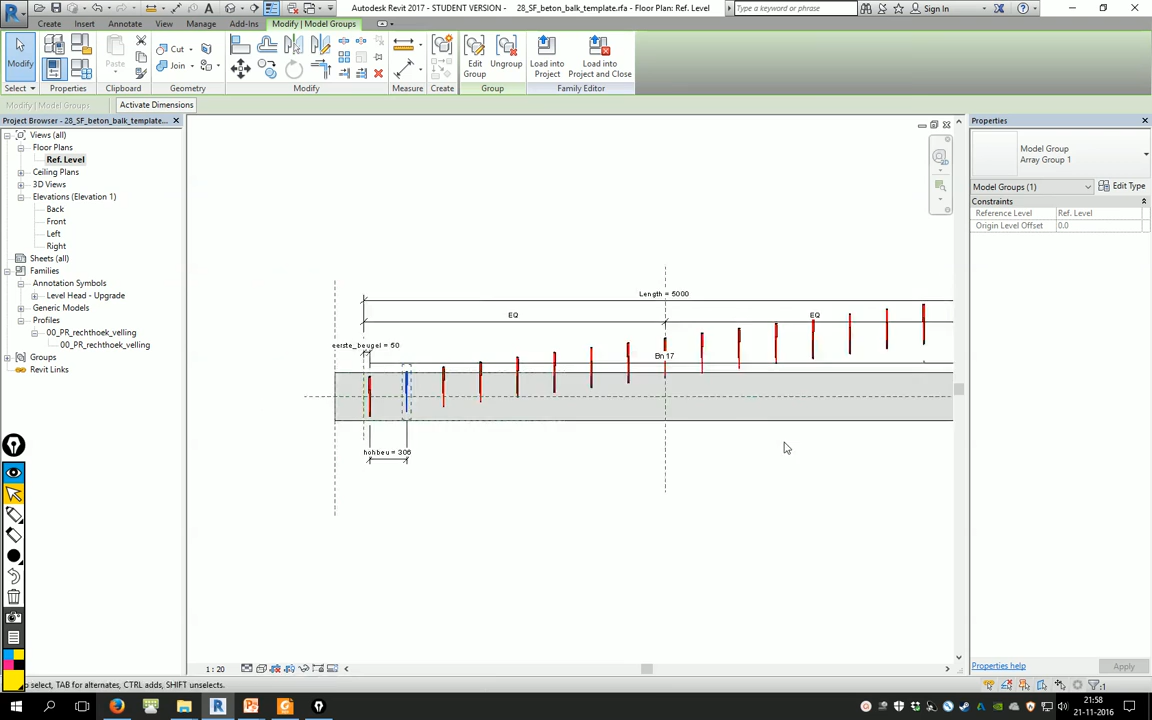 Autodesk Revit 2017 - STUDENT VERSION - 28_SF_beton_balk_template.rfa - Floor Plan: Ref. Level
Type a keyword or phrase
Sign In
Home
Insert
Annotate
View
Manage
Add-Ins
Modify | Model Groups
Modify
Paste
Cut
Join
Edit Group
Ungroup
Load into Project
Load into Project and Close
Select
Properties
Clipboard
Geometry
Modify
Measure
Create
Group
Family Editor
Modify | Model Groups
Activate Dimensions
Project Browser - 28_SF_beton_balk_template...
Views (all)
Floor Plans
Ref. Level
Ceiling Plans
3D Views
Elevations (Elevation 1)
Back
Front
Left
Right
Sheets (all)
Families
Annotation Symbols
Level Head - Upgrade
Generic Models
Profiles
00_PR_rechthoek_velling
00_PR_rechthoek_velling
Groups
Revit Links
Length = 5000
EQ
EQ
eerste_beugel = 50
Bn 17
hohbeu = 306
Properties
Model Group
Array Group 1
Model Groups (1)
Edit Type
Constraints
Reference Level
Ref. Level
Origin Level Offset
0.0
Properties help
Apply
1 : 20
select, TAB for alternates, CTRL adds, SHIFT unselects.
:1
21:58
21-11-2016